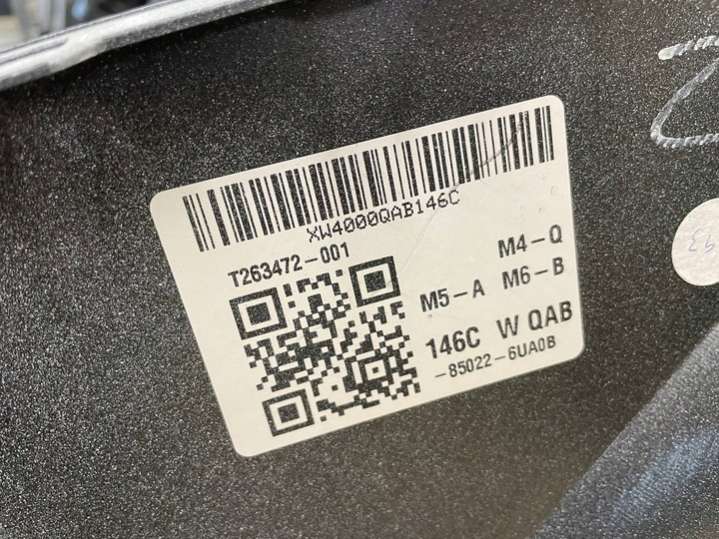 XW4000QAB146C
T263472-001
M4-Q
M5-A M6-B
146C W QAB
-85022-6UA0B